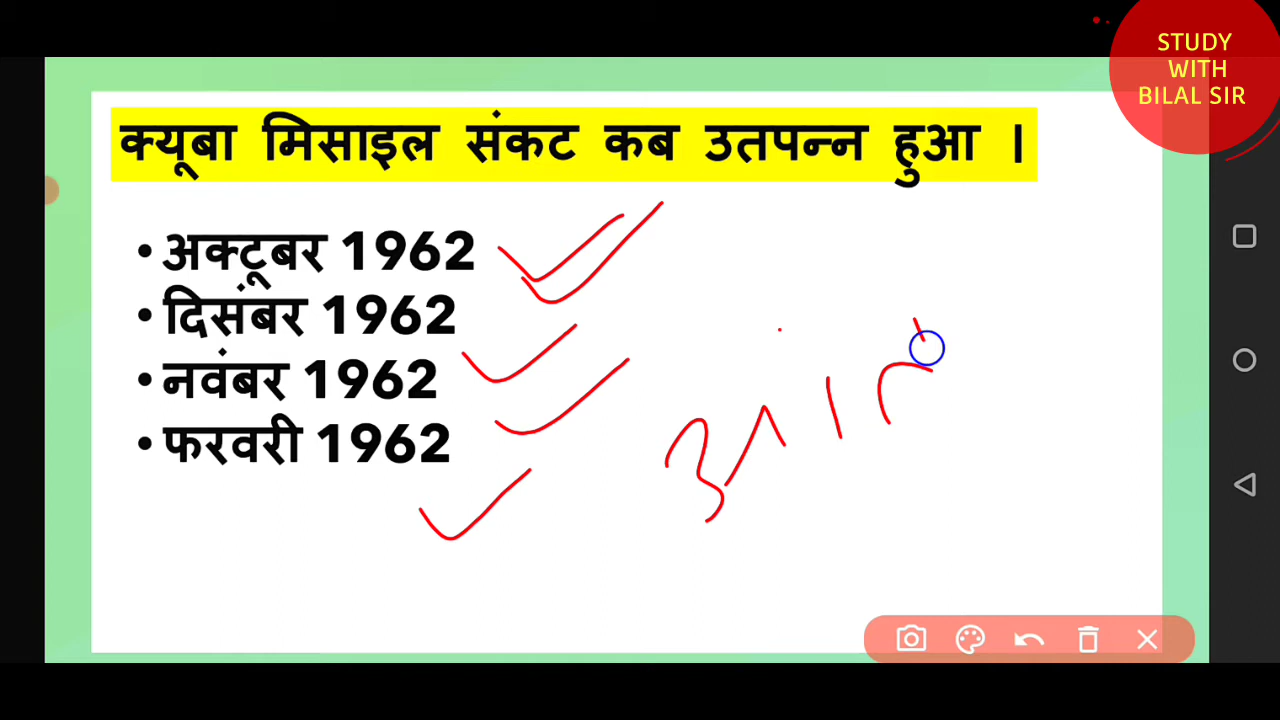 STUDY
WITH
BILAL SIR
क्यूबा मिसाइल संकट कब उतपन्न हुआ ।
• अक्टूबर 1962
• दिसंबर 1962
• नवंबर 1962
• फरवरी 1962